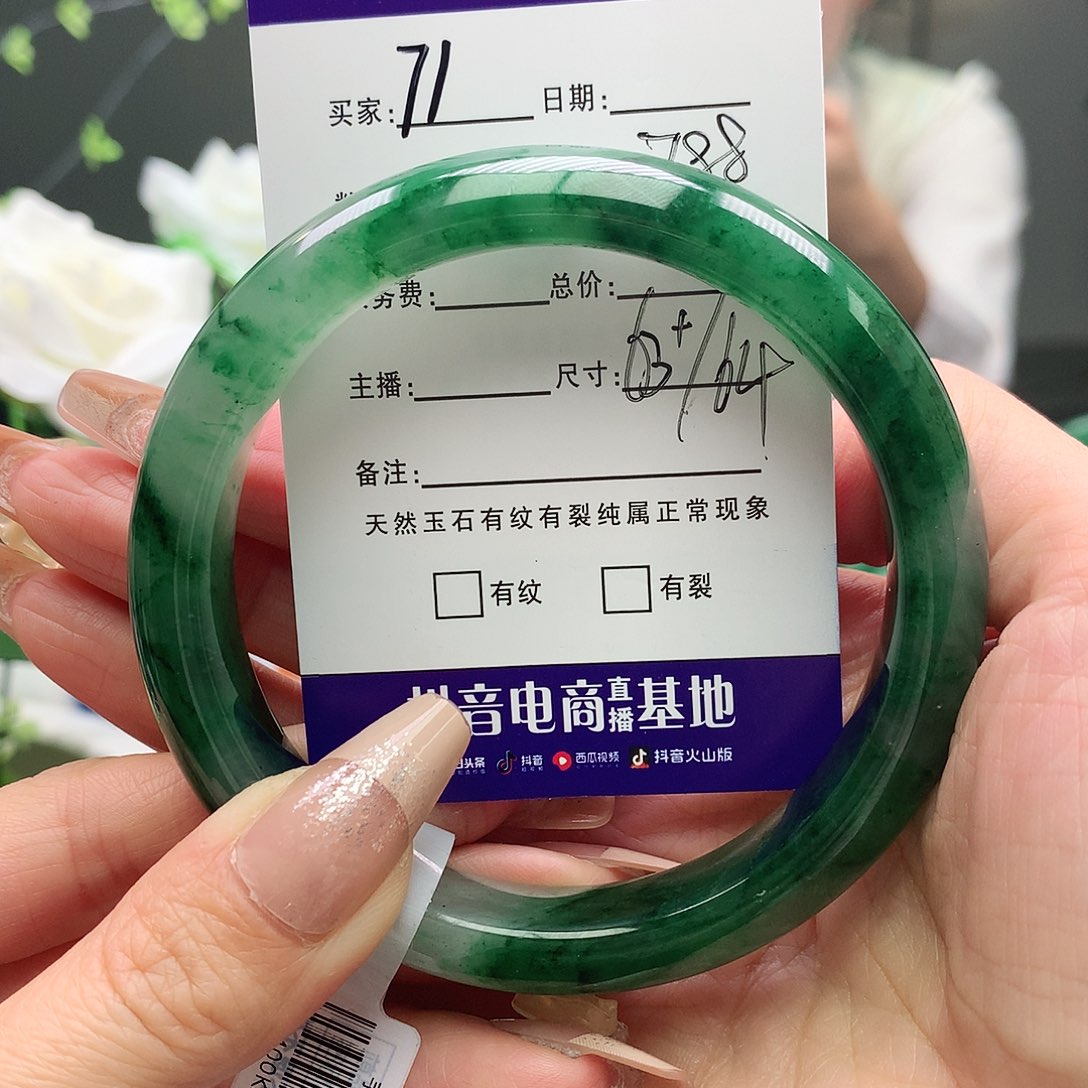 买家: 71 日期:
788
务费: 总价:
主播: 尺寸: 63+/64
备注:
天然玉石有纹有裂纯属正常现象
有纹 有裂
音电商直播基地
头条 抖音 西瓜视频 抖音火山版